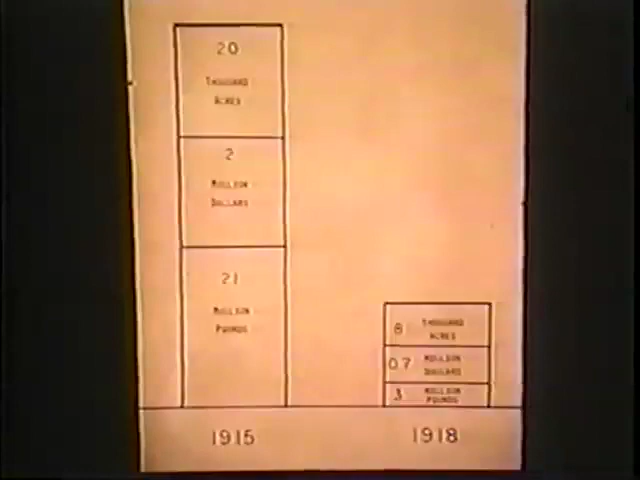 20
THOUSAND
ACRES
2
MILLION
DOLLARS
21
MILLION
POUNDS
8 THOUSAND
ACRES
0.7 MILLION
DOLLARS
3 MILLION
POUNDS
1915 1918